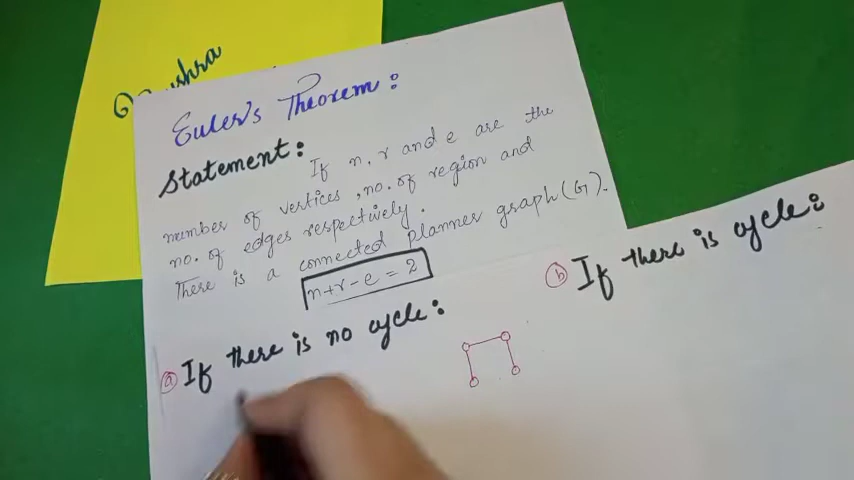 Euler's Theorem:
Statement:
If n, r and e are the
number of vertices, no. of region and
no. of edges respectively.
There is a connected planner graph (G).
n+r-e = 2
(a) If there is no cycle:
(b) If there is cycle: